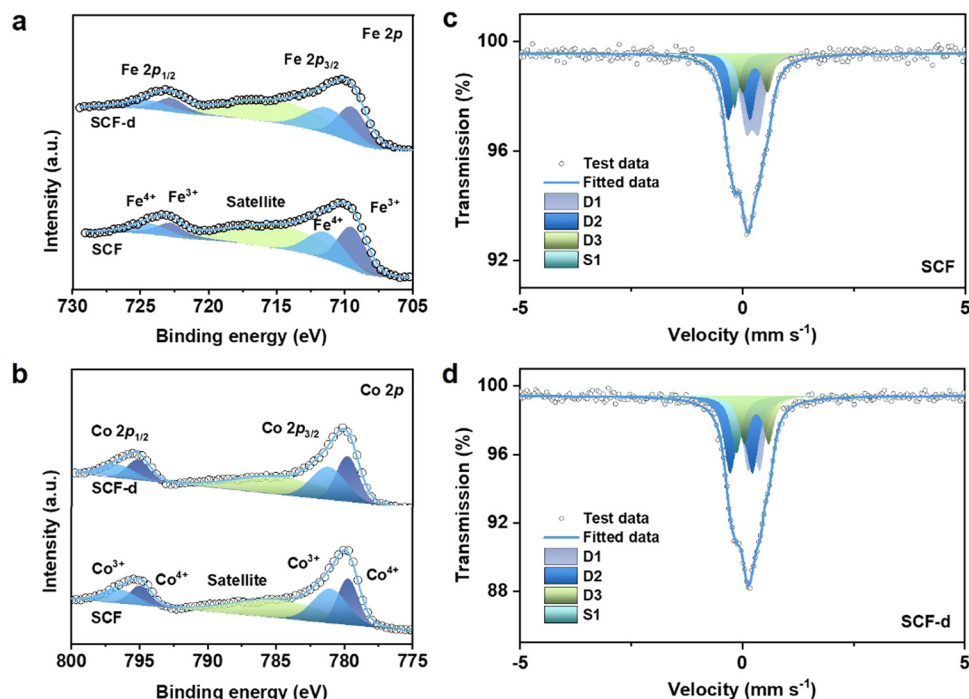 a
Fe 2p
Fe 2p1/2
Fe 2p3/2
SCF-d
Fe4+
Fe3+
Satellite
Fe4+
Fe3+
SCF
Intensity (a.u.)
730 725 720 715 710 705
Binding energy (eV)
b
Co 2p
Co 2p1/2
Co 2p3/2
SCF-d
Co3+
Co4+
Satellite
Co3+
Co4+
SCF
Intensity (a.u.)
800 795 790 785 780 775
Binding energy (eV)
c
100
96
92
Transmission (%)
Test data
Fitted data
D1
D2
D3
S1
SCF
-5 0 5
Velocity (mm s-1)
d
100
96
92
88
Transmission (%)
Test data
Fitted data
D1
D2
D3
S1
SCF-d
-5 0 5
Velocity (mm s-1)